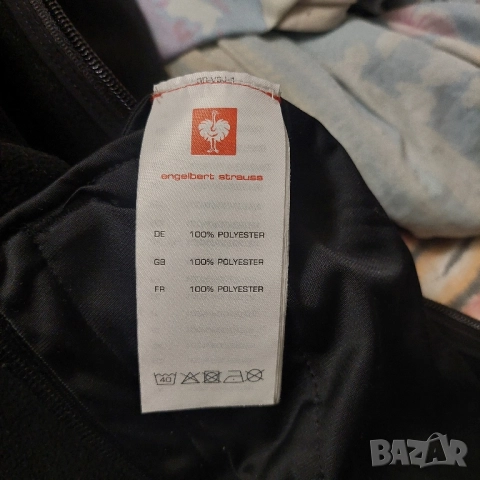 engelbert strauss
DE 100% POLYESTER
GB 100% POLYESTER
FR 100% POLYESTER
40
BAZAR